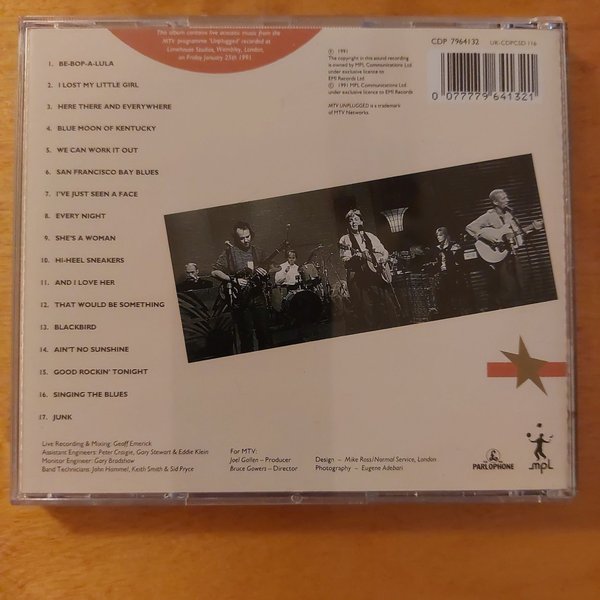 This album contains live acoustic music from the
MTV programme 'Unplugged' recorded at
Limehouse Studios, Wembley, London,
on Friday January 25th 1991.
℗ 1991
The copyright in this sound recording
is owned by MPL Communications Ltd
under exclusive licence to
EMI Records
© 1991 MPL Communications Ltd
under exclusive licence to EMI Records
MTV UNPLUGGED is a trademark
of MTV Networks.
CDP 7964132 UK-CDPCSD 116
0 077779 641321
1. BE-BOP-A-LULA
2. I LOST MY LITTLE GIRL
3. HERE THERE AND EVERYWHERE
4. BLUE MOON OF KENTUCKY
5. WE CAN WORK IT OUT
6. SAN FRANCISCO BAY BLUES
7. I'VE JUST SEEN A FACE
8. EVERY NIGHT
9. SHE'S A WOMAN
10. HI-HEEL SNEAKERS
11. AND I LOVE HER
12. THAT WOULD BE SOMETHING
13. BLACKBIRD
14. AIN'T NO SUNSHINE
15. GOOD ROCKIN' TONIGHT
16. SINGING THE BLUES
17. JUNK
Live Recording & Mixing: Geoff Emerick
Assistant Engineers: Peter Craigie, Gary Stewart & Eddie Klein
Monitor Engineer: Gary Bradshaw
Band Technicians: John Hammel, Keith Smith & Sid Pryce
For MTV:
Joel Gallen – Producer
Bruce Gowers – Director
Design – Mike Ross/Normal Service, London
Photography – Eugene Adebari
PARLOPHONE
mpl